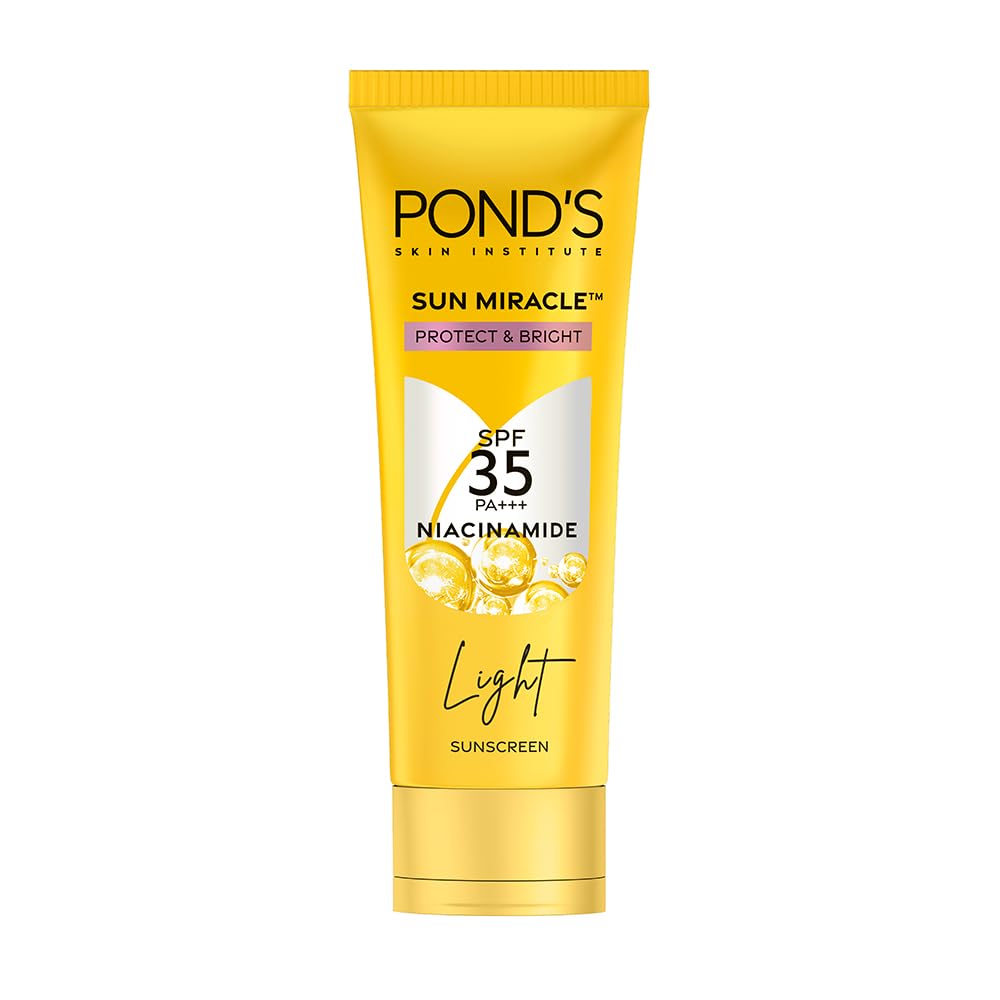 POND'S
SKIN INSTITUTE
SUN MIRACLE™
PROTECT & BRIGHT
SPF
35
PA+++
NIACINAMIDE
Light
SUNSCREEN